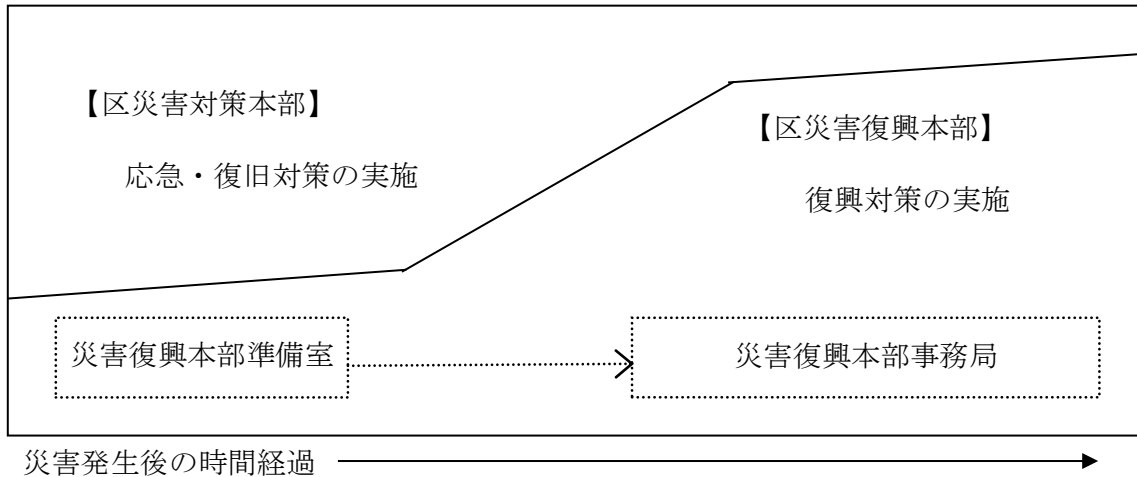 【区災害対策本部】
応急・復旧対策の実施
【区災害復興本部】
復興対策の実施
災害復興本部準備室
災害復興本部事務局
災害発生後の時間経過